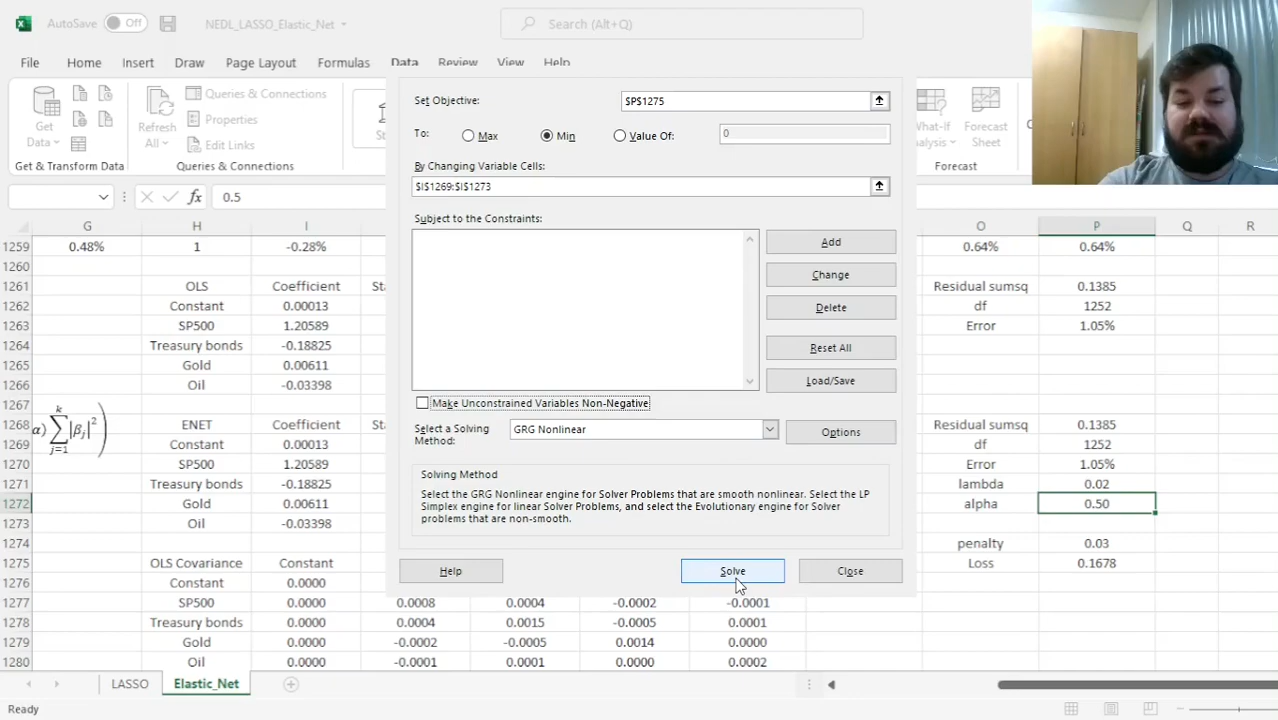 AutoSave Off NEDL_LASSO_Elastic_Net Search (Alt+Q)
File Home Insert Draw Page Layout Formulas Data Review View Help
Get Data Refresh All Queries & Connections Properties Edit Links What-If Analysis Forecast Sheet
Get & Transform Data Queries & Connections Forecast
fx 0.5
Set Objective: $P$1275
To: Max Min Value Of: 0
By Changing Variable Cells:
$I$1269:$I$1273
Subject to the Constraints:
Add
Change
Delete
Reset All
Load/Save
Make Unconstrained Variables Non-Negative
Select a Solving Method: GRG Nonlinear Options
Solving Method
Select the GRG Nonlinear engine for Solver Problems that are smooth nonlinear. Select the LP
Simplex engine for linear Solver Problems, and select the Evolutionary engine for Solver
problems that are non-smooth.
Help Solve Close
G H I O P Q R
1259 0.48% 1 -0.28% 0.64% 0.64%
1260
1261 OLS Coefficient Residual sumsq 0.1385
1262 Constant 0.00013 df 1252
1263 SP500 1.20589 Error 1.05%
1264 Treasury bonds -0.18825
1265 Gold 0.00611
1266 Oil -0.03398
1267
1268 α) k ∑ j=1 |βj|²) ENET Coefficient Residual sumsq 0.1385
1269 Constant 0.00013 df 1252
1270 SP500 1.20589 Error 1.05%
1271 Treasury bonds -0.18825 lambda 0.02
1272 Gold 0.00611 alpha 0.50
1273 Oil -0.03398
1274 penalty 0.03
1275 OLS Covariance Constant Loss 0.1678
1276 Constant 0.0000
1277 SP500 0.0000 0.0008 0.0004 -0.0002 -0.0001
1278 Treasury bonds 0.0000 0.0004 0.0015 -0.0005 0.0001
1279 Gold 0.0000 -0.0002 -0.0005 0.0014 0.0000
1280 Oil 0.0000 -0.0001 0.0001 0.0000 0.0002
LASSO Elastic_Net
Ready